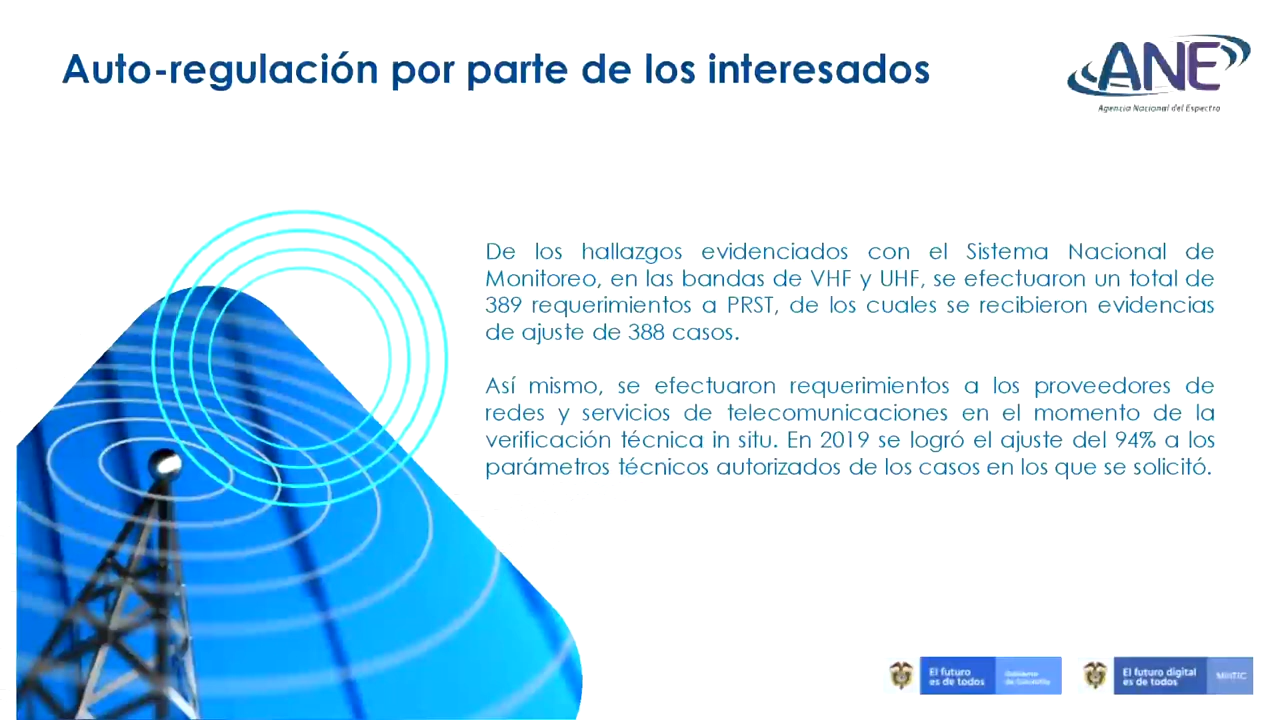 Auto-regulación por parte de los interesados
ANE
Agencia Nacional del Espectro
De los hallazgos evidenciados con el Sistema Nacional de
Monitoreo, en las bandas de VHF y UHF, se efectuaron un total de
389 requerimientos a PRST, de los cuales se recibieron evidencias
de ajuste de 388 casos.
Así mismo, se efectuaron requerimientos a los proveedores de
redes y servicios de telecomunicaciones en el momento de la
verificación técnica in situ. En 2019 se logró el ajuste del 94% a los
parámetros técnicos autorizados de los casos en los que se solicitó.
El futuro
es de todos
Gobierno
de Colombia
El futuro digital
es de todos
MinTIC